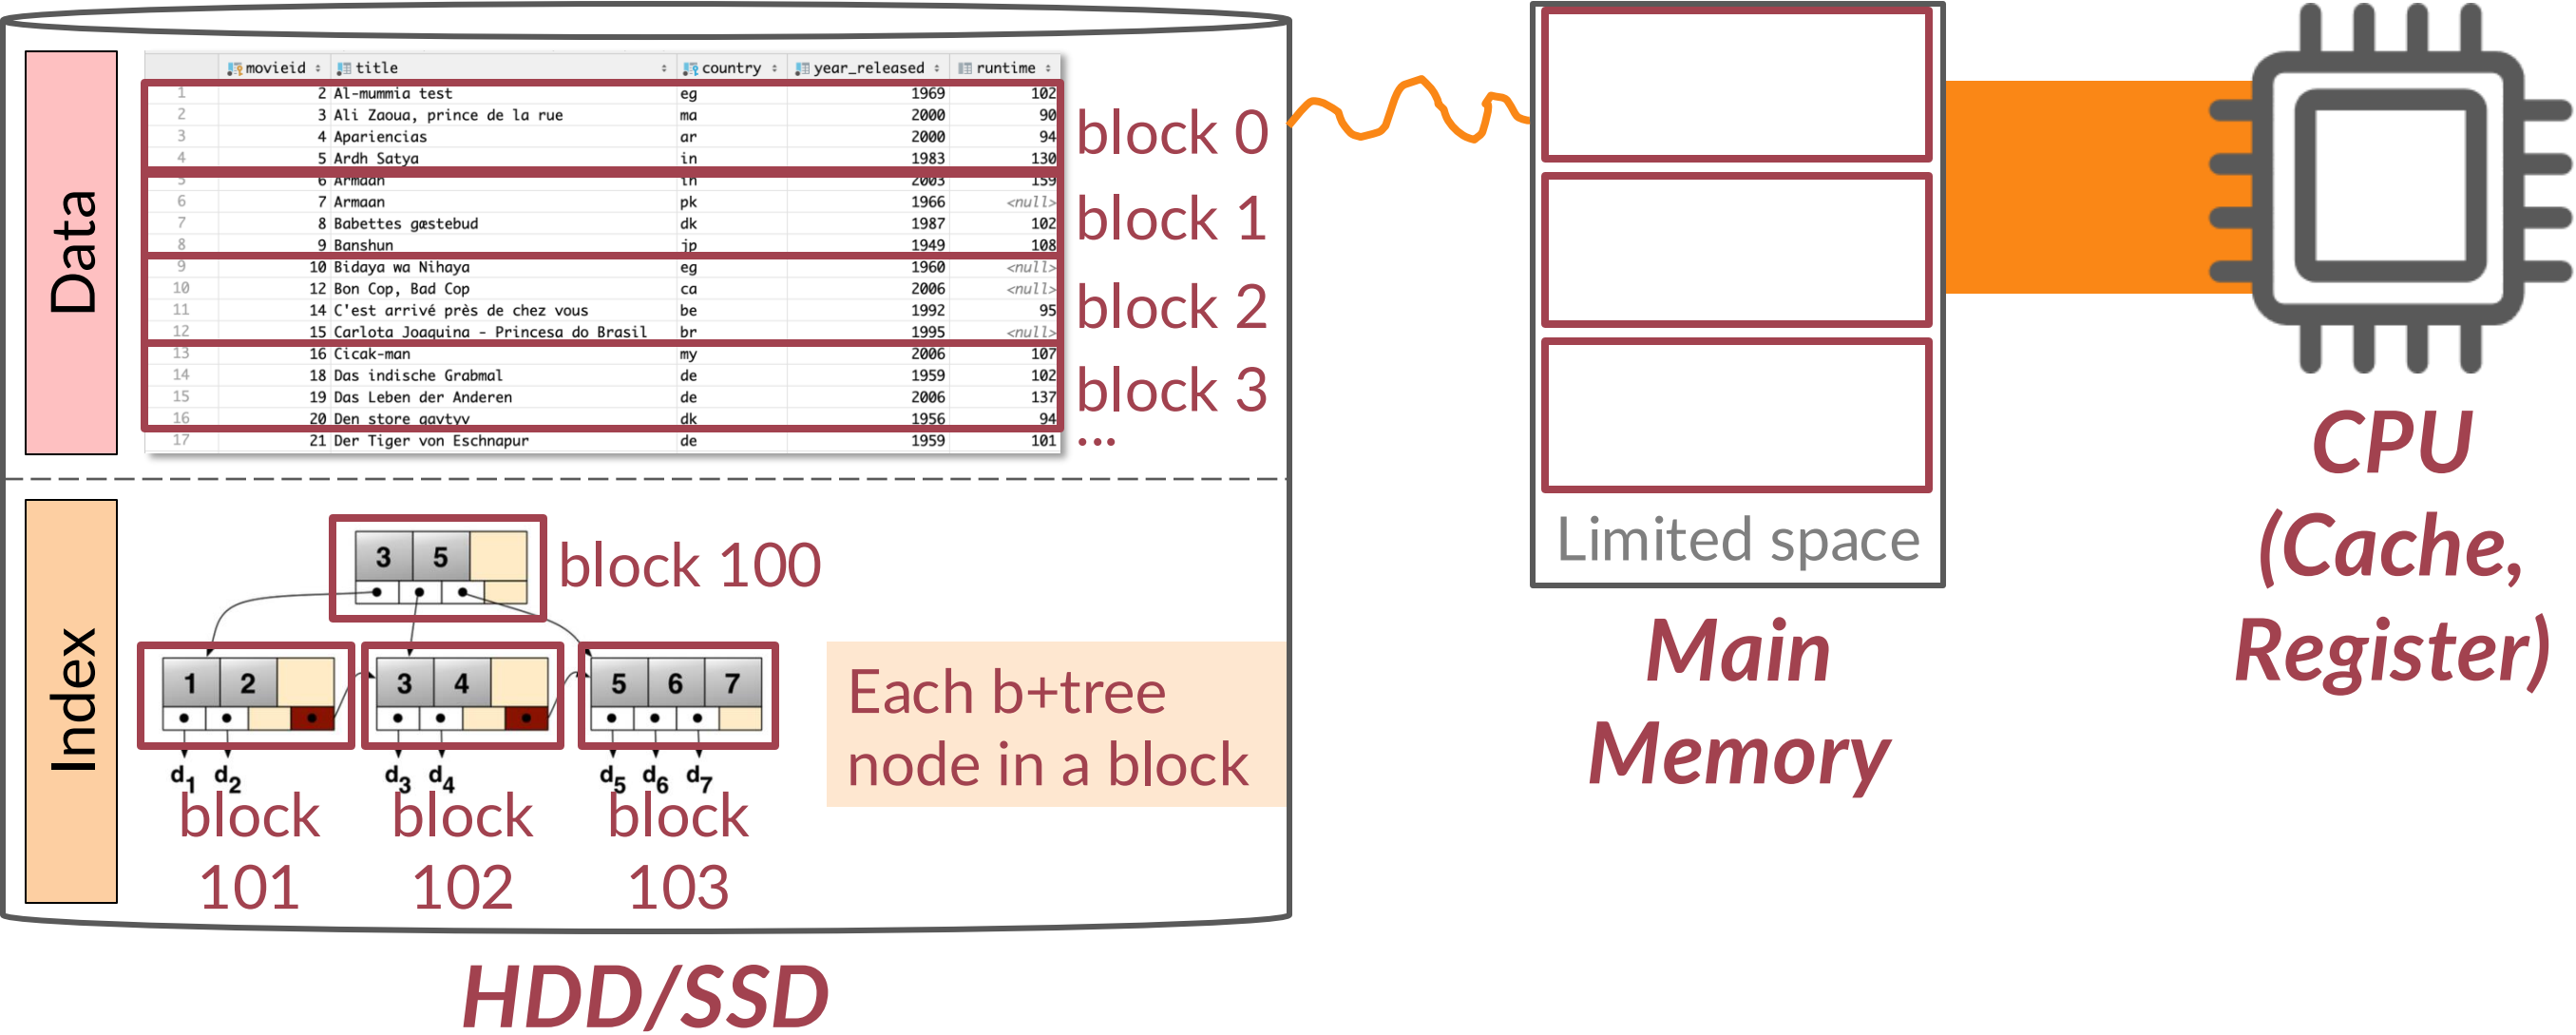 Data
movieid title country year_released runtime
1 2 Al-mummia test eg 1969 102
2 3 Ali Zaoua, prince de la rue ma 2000 90
3 4 Apariencias ar 2000 94
4 5 Ardh Satya in 1983 130
5 6 Armaan in 2003 159
6 7 Armaan pk 1966 <null>
7 8 Babettes gæstebud dk 1987 102
8 9 Banshun jp 1949 108
9 10 Bidaya wa Nihaya eg 1960 <null>
10 12 Bon Cop, Bad Cop ca 2006 <null>
11 14 C'est arrivé près de chez vous be 1992 95
12 15 Carlota Joaquina - Princesa do Brasil br 1995 <null>
13 16 Cicak-man my 2006 107
14 18 Das indische Grabmal de 1959 102
15 19 Das Leben der Anderen de 2006 137
16 20 Den store gavtyv dk 1956 94
17 21 Der Tiger von Eschnapur de 1959 101
block 0
block 1
block 2
block 3
...
Index
3 5
block 100
1 2
3 4
5 6 7
d1 d2
d3 d4
d5 d6 d7
block
101
block
102
block
103
Each b+tree
node in a block
HDD/SSD
Limited space
Main
Memory
CPU
(Cache,
Register)